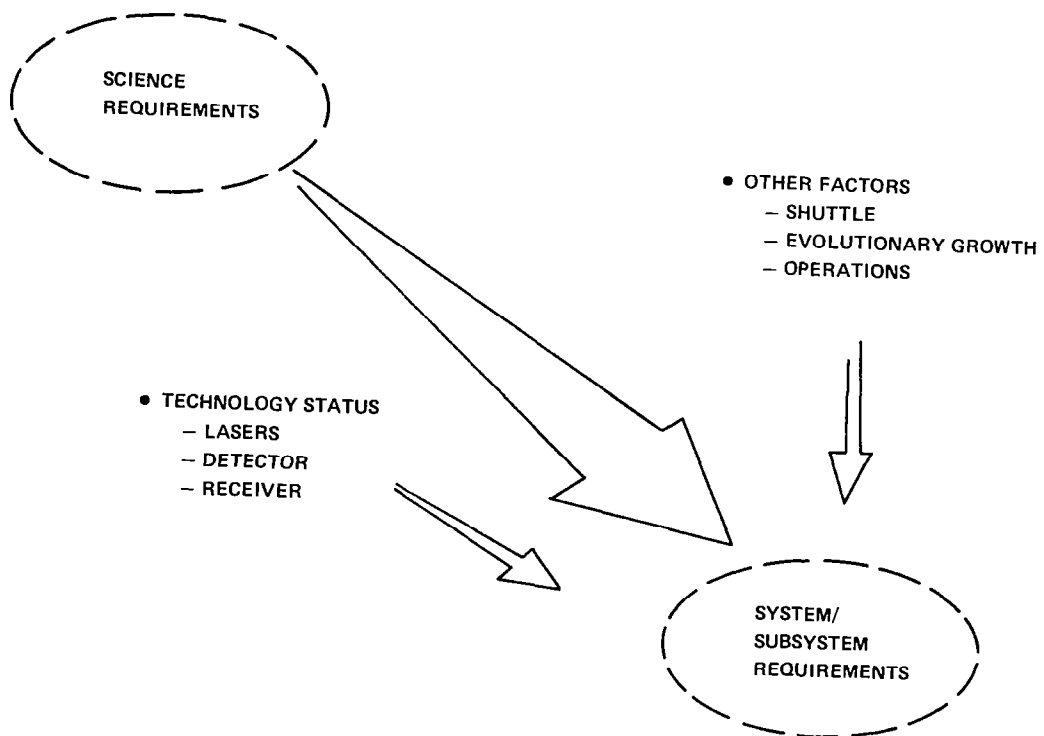 SCIENCE
REQUIREMENTS
• OTHER FACTORS
– SHUTTLE
– EVOLUTIONARY GROWTH
– OPERATIONS
• TECHNOLOGY STATUS
– LASERS
– DETECTOR
– RECEIVER
SYSTEM/
SUBSYSTEM
REQUIREMENTS